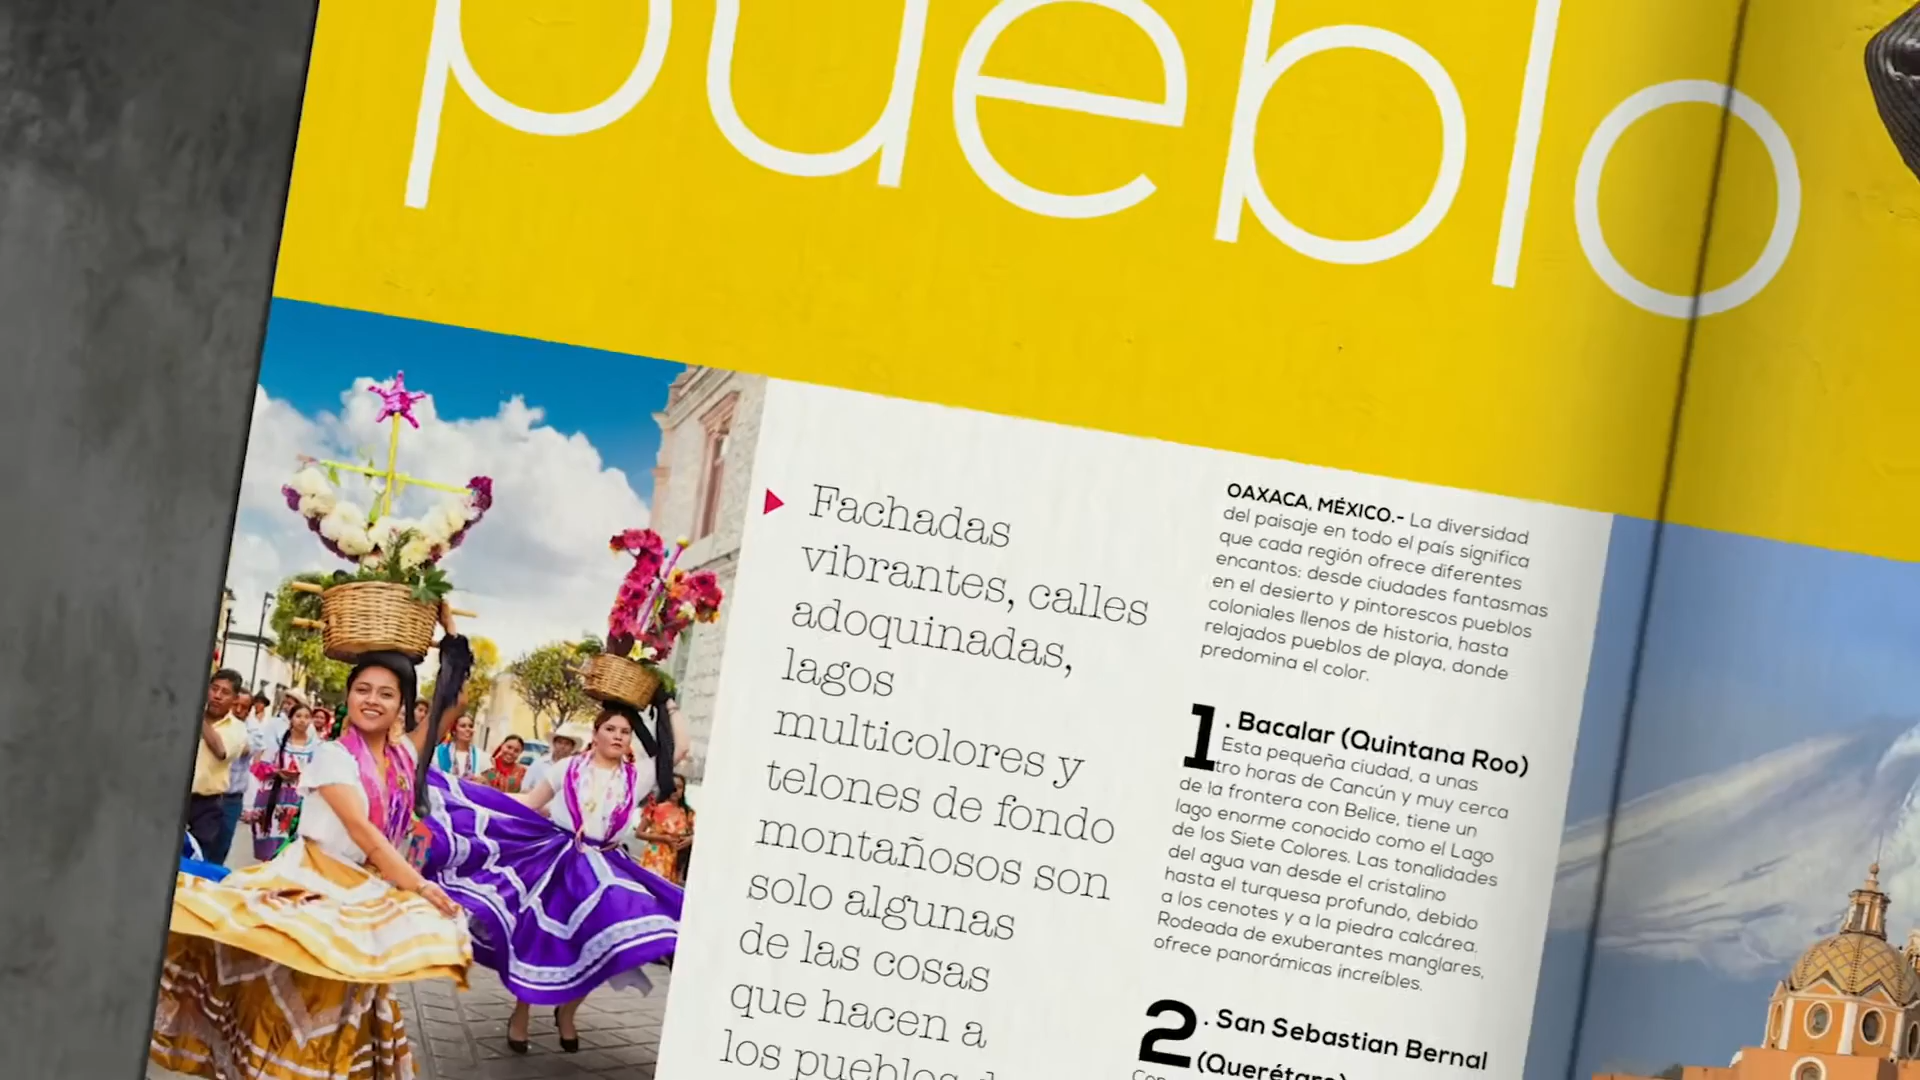 pueblo
Fachadas
vibrantes, calles
adoquinadas,
lagos
multicolores y
telones de fondo
montañosos son
solo algunas
de las cosas
que hacen a
los pueblos
OAXACA, MÉXICO.- La diversidad
del paisaje en todo el país significa
que cada región ofrece diferentes
encantos: desde ciudades fantasmas
en el desierto y pintorescos pueblos
coloniales llenos de historia, hasta
relajados pueblos de playa, donde
predomina el color.
1. Bacalar (Quintana Roo)
Esta pequeña ciudad, a unas
tro horas de Cancún y muy cerca
de la frontera con Belice, tiene un
lago enorme conocido como el Lago
de los Siete Colores. Las tonalidades
del agua van desde el cristalino
hasta el turquesa profundo, debido
a los cenotes y a la piedra calcárea.
Rodeada de exuberantes manglares,
ofrece panorámicas increíbles.
2. San Sebastian Bernal
(Querétaro)